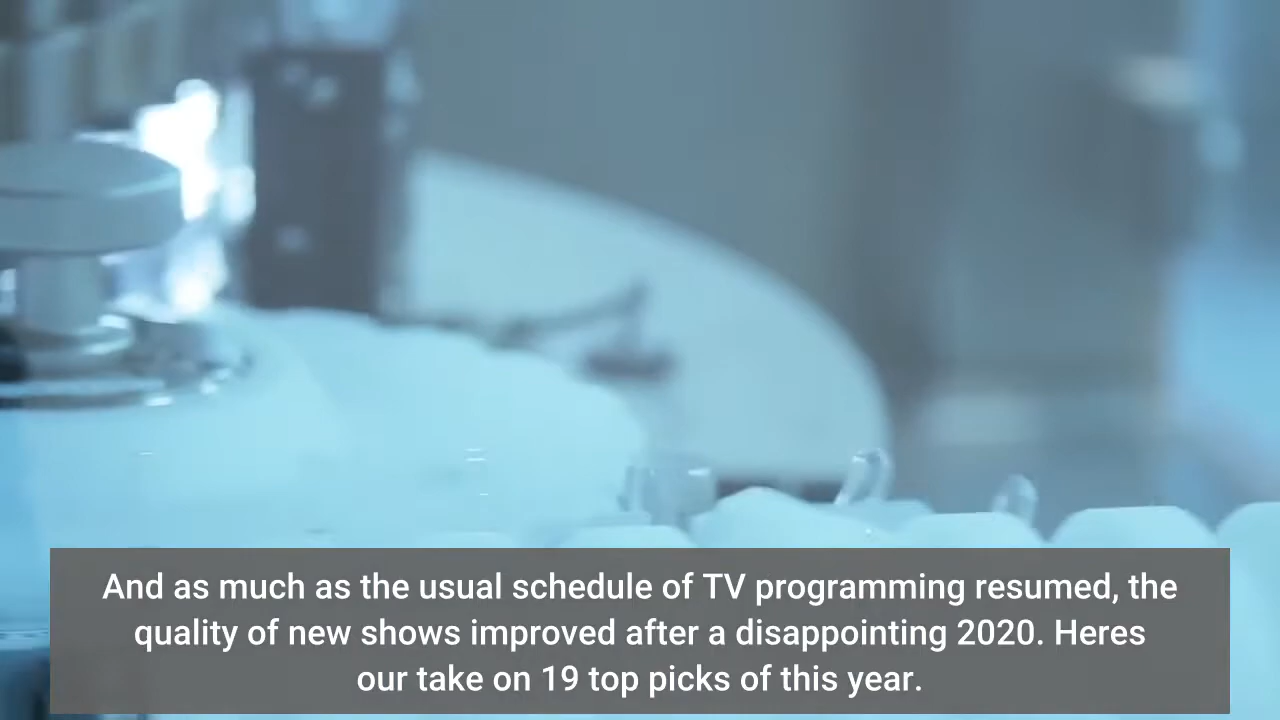 And as much as the usual schedule of TV programming resumed, the
quality of new shows improved after a disappointing 2020. Heres
our take on 19 top picks of this year.